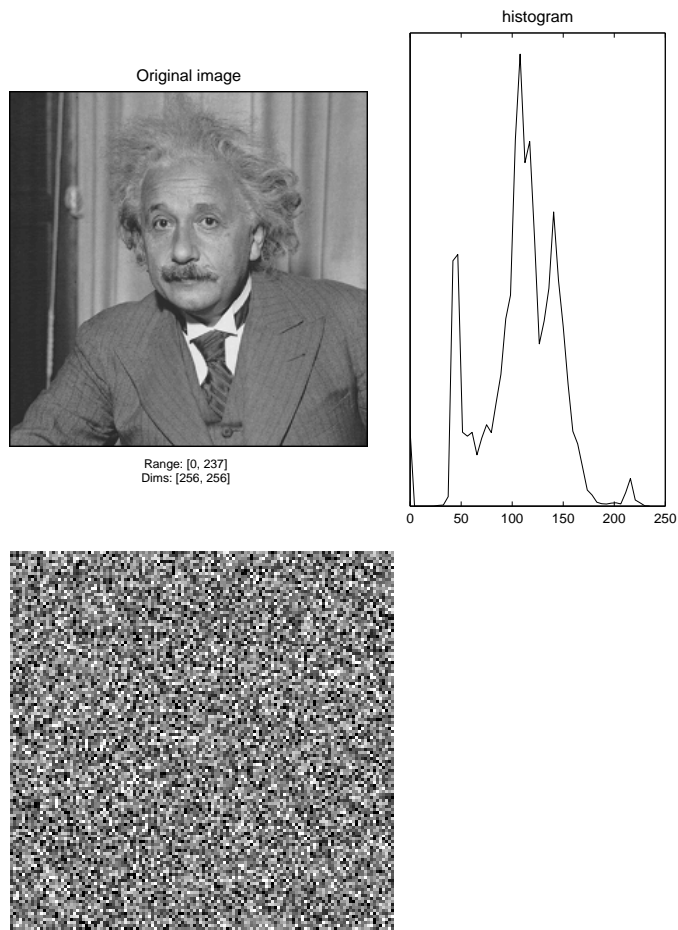 histogram
Original image
Range: [0, 237]
Dims: [256, 256]
0 50 100 150 200 250